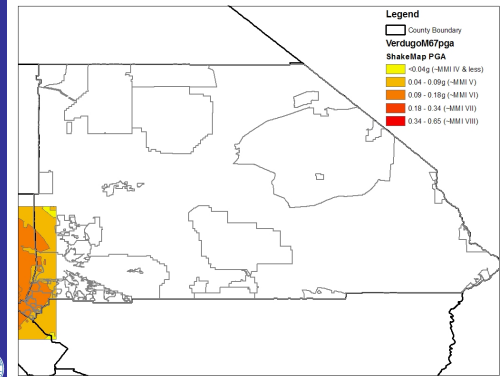 Legend
County Boundary
VerdugoM67pga
ShakeMap PGA
<0.04g (~MMI IV & less)
0.04 - 0.09g (~MMI V)
0.09 - 0.18g (~MMI VI)
0.18 - 0.34 (~MMI VII)
0.34 - 0.65 (~MMI VIII)